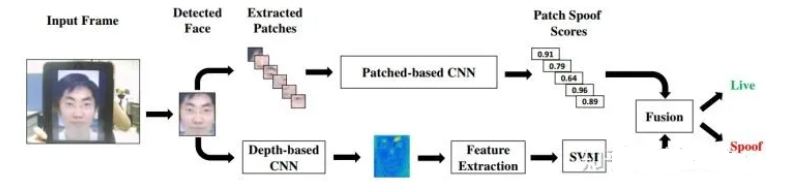 Input Frame
Detected
Face
Extracted
Patches
Patch Spoof
Scores
Patched-based CNN
0.91
0.79
0.64
0.96
0.89
Live
Fusion
Spoof
Depth-based
CNN
Feature
Extraction
SVM